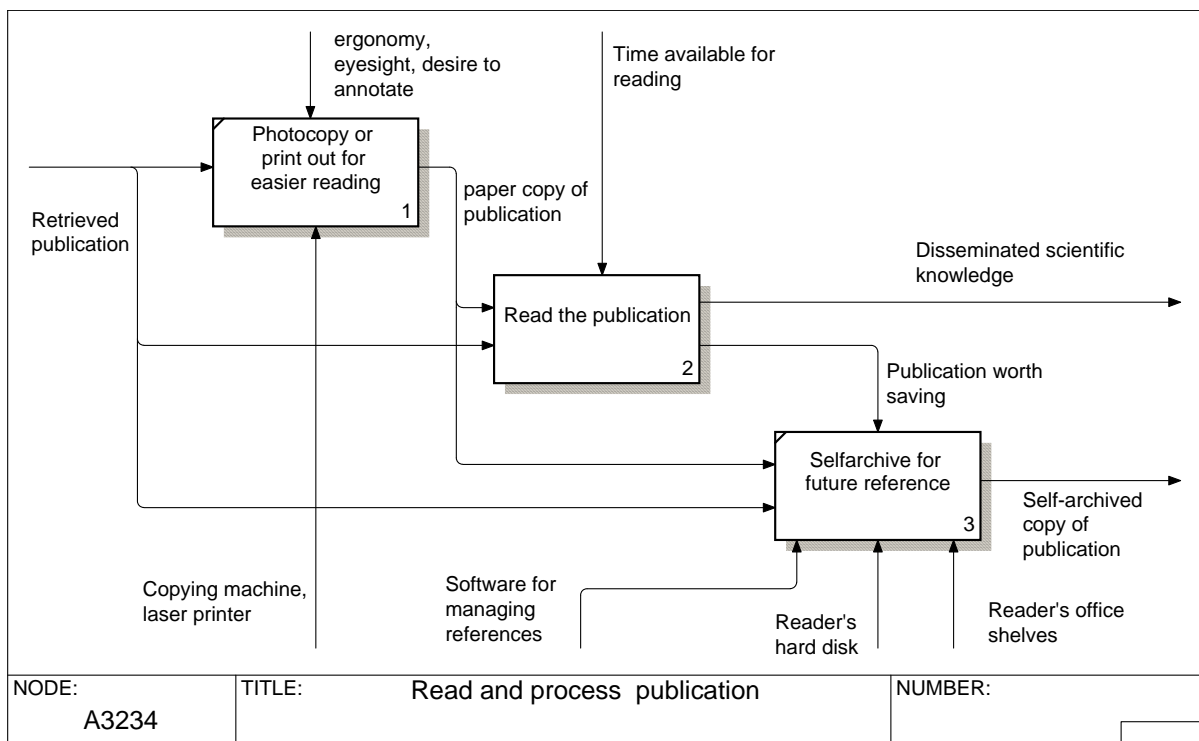 ergonomy,
eyesight, desire to
annotate
Time available for
reading
Photocopy or
print out for
easier reading
1
Retrieved
publication
paper copy of
publication
Disseminated scientific
knowledge
Read the publication
2
Publication worth
saving
Selfarchive for
future reference
3
Self-archived
copy of
publication
Copying machine,
laser printer
Software for
managing
references
Reader's
hard disk
Reader's office
shelves
NODE:
A3234
TITLE:
Read and process publication
NUMBER: